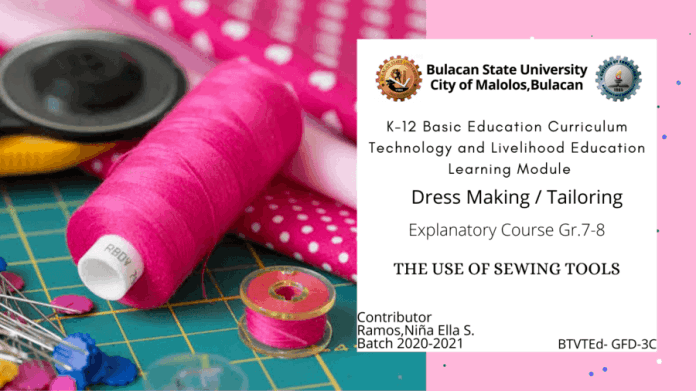 Bulacan State University
City of Malolos,Bulacan
K-12 Basic Education Curriculum
Technology and Livelihood Education
Learning Module
Dress Making / Tailoring
Explanatory Course Gr.7-8
THE USE OF SEWING TOOLS
Contributor
Ramos,Niña Ella S.
Batch 2020-2021
BTVTEd- GFD-3C